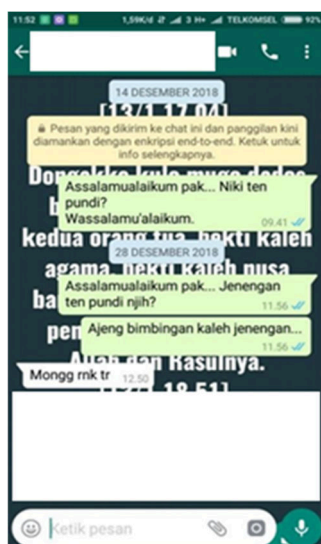 11:52 1,59K/d 3 H+ TELKOMSEL 92%
14 DESEMBER 2018
[13/1 17.04]
Pesan yang dikirim ke chat ini dan panggilan kini
diamankan dengan enkripsi end-to-end. Ketuk untuk
info selengkapnya.
Assalamualaikum pak... Niki ten
pundi?
Wassalamu'alaikum. 09.41
kedua orang tua, bekti kaleh
28 DESEMBER 2018
agama, bekti kaleh nusa
Assalamualaikum pak... Jenengan
ten pundi njih? 11.56
Ajeng bimbingan kaleh jenengan...
11.56
Allah dan Rasulnya.
Mongg rnk tr 12.50
Ketik pesan